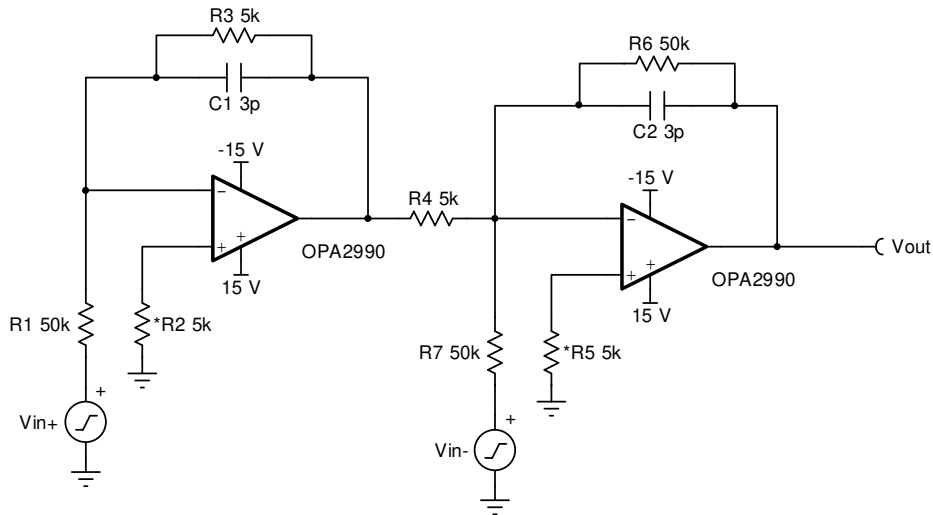 R3 5k
C1 3p
-15 V
−
+
+
15 V
OPA2990
R1 50k
*R2 5k
Vin+
+
R4 5k
R6 50k
C2 3p
-15 V
−
+
+
15 V
OPA2990
Vout
R7 50k
*R5 5k
Vin-
+